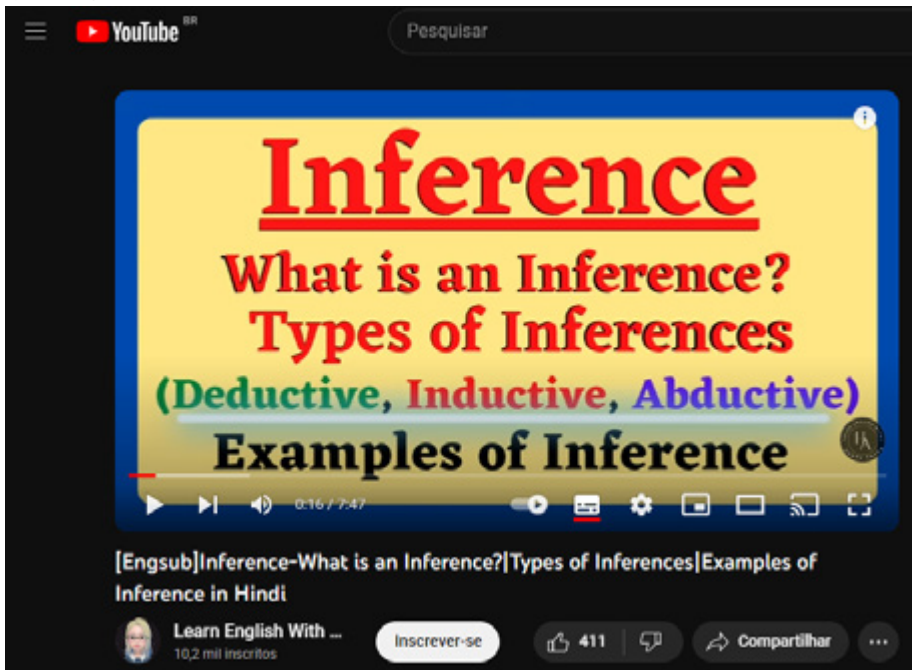 YouTube BR
Pesquisar
Inference
What is an Inference?
Types of Inferences
(Deductive, Inductive, Abductive)
Examples of Inference
0:16 / 7:47
[Engsub]Inference-What is an Inference?|Types of Inferences|Examples of
Inference in Hindi
Learn English With ...
10,2 mil inscritos
Inscrever-se
411
Compartilhar
...